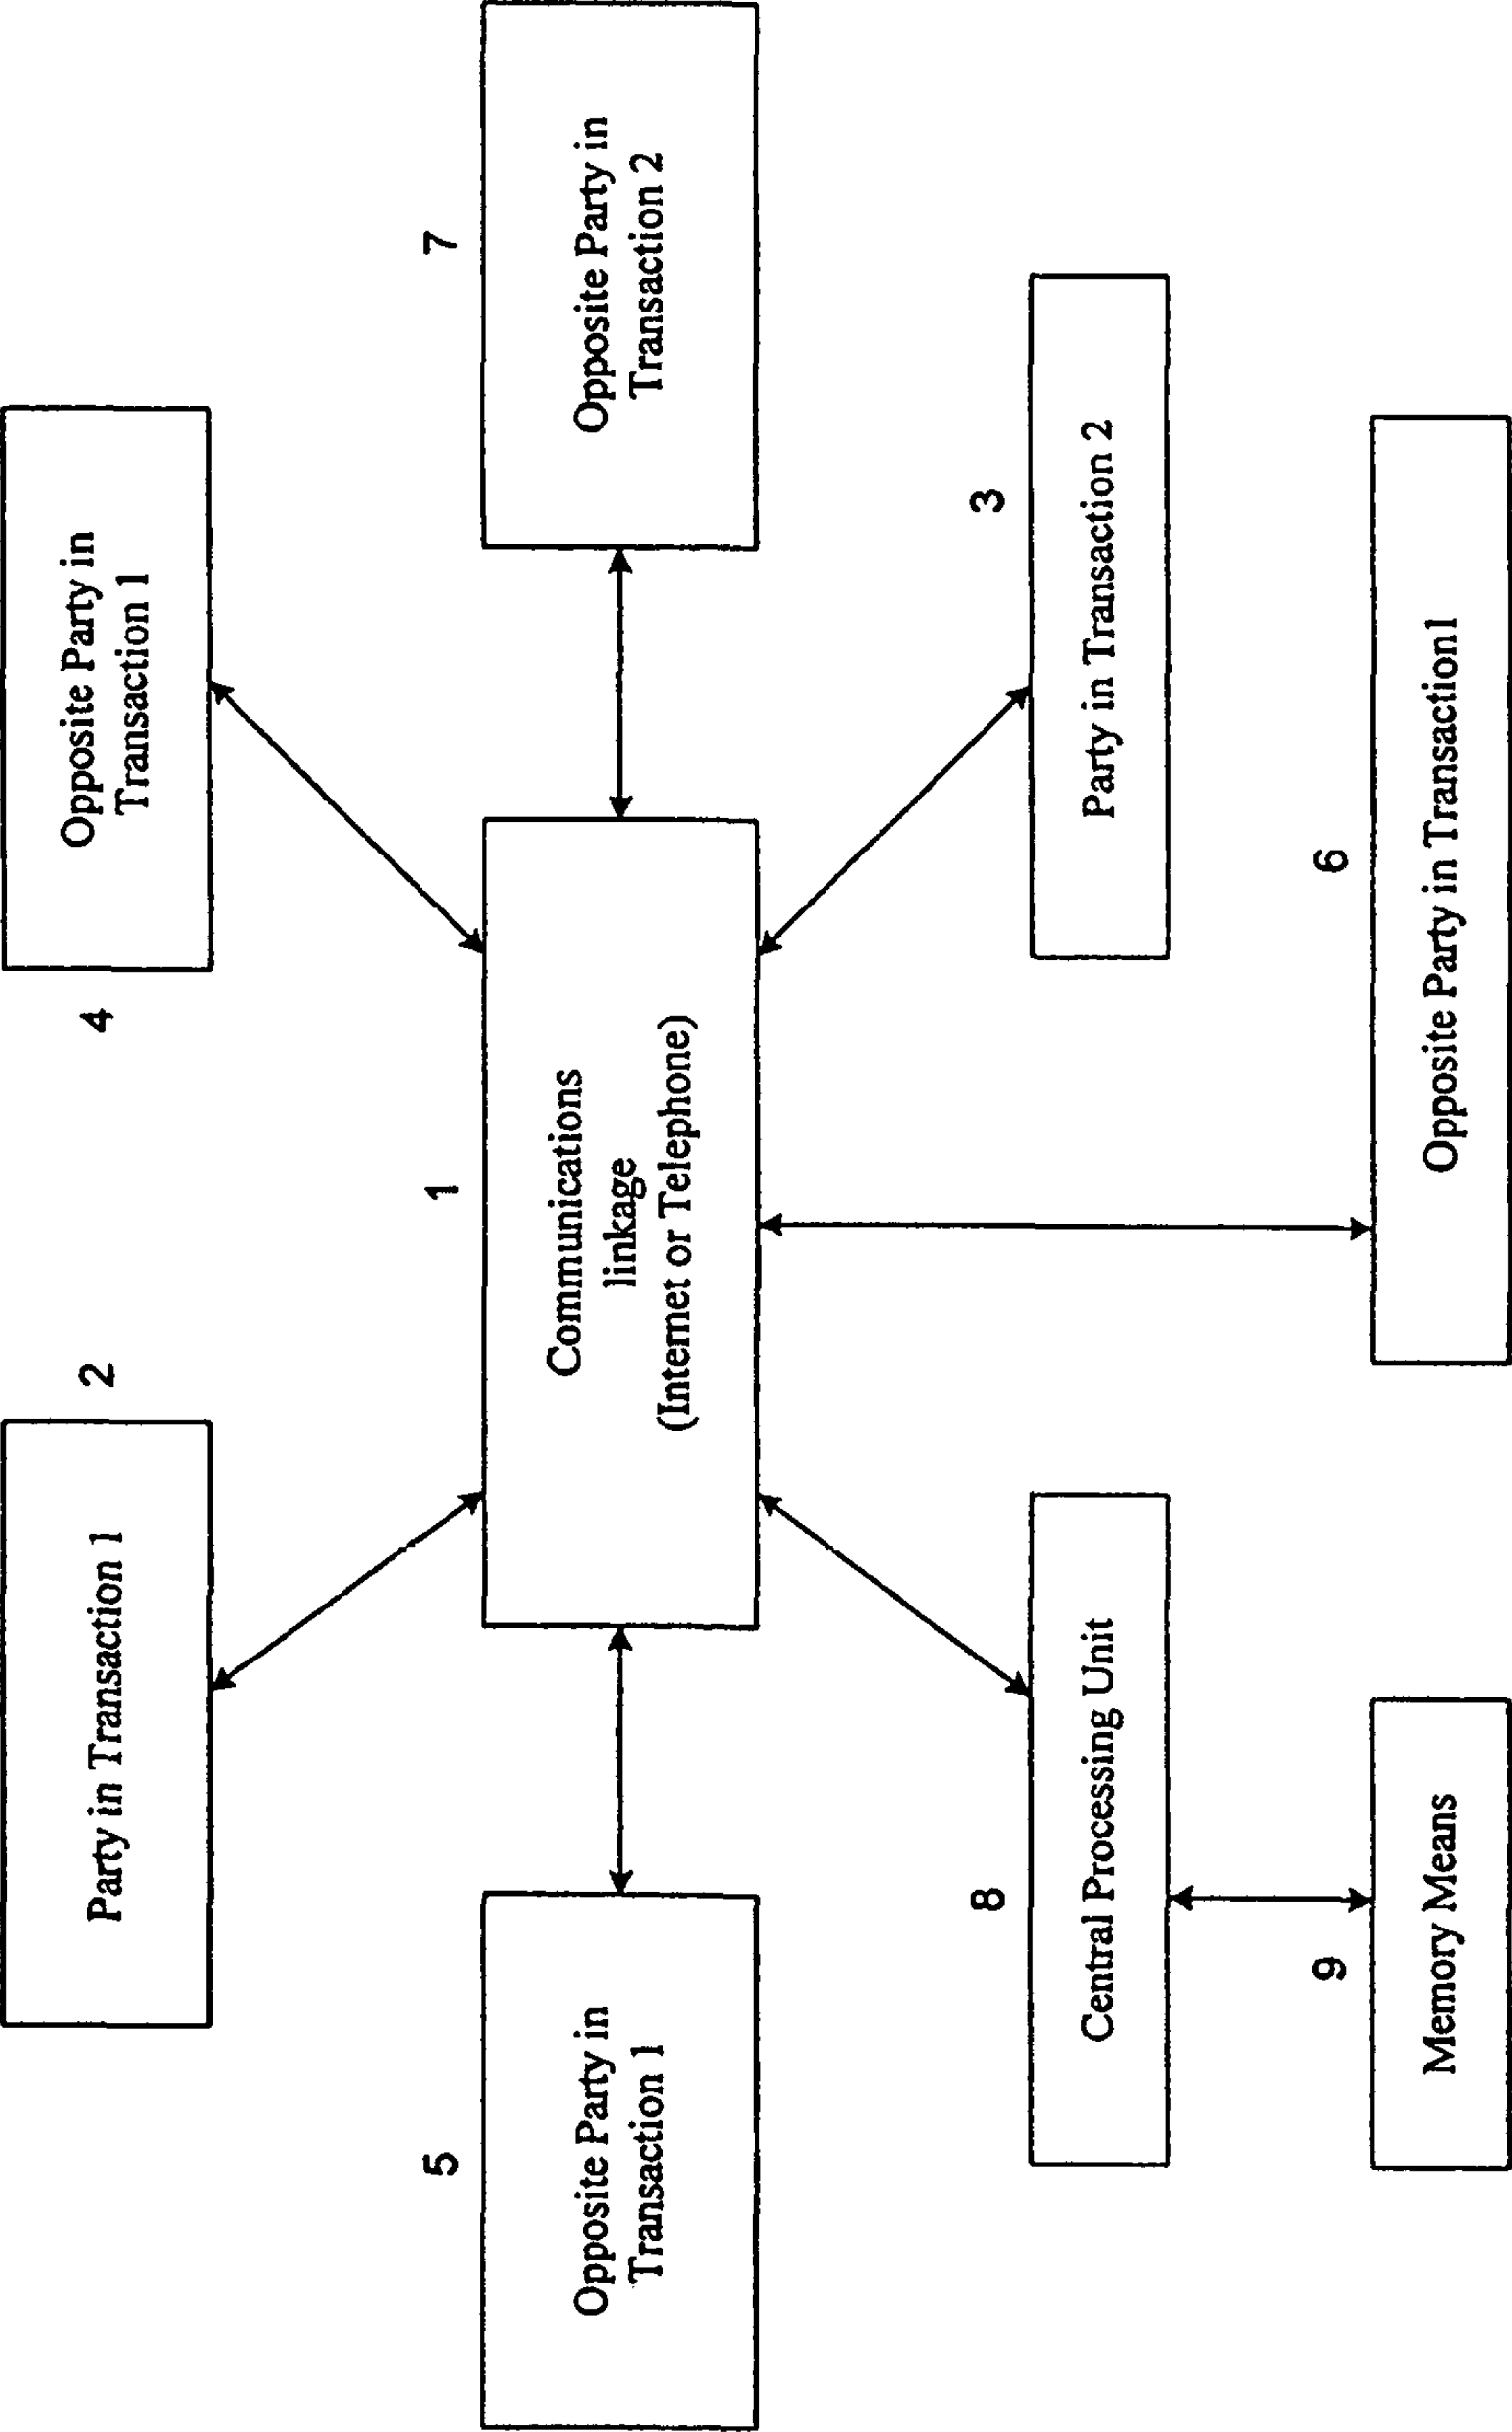 Party in Transaction 1
2
4
Opposite Party in
Transaction 1
5
Opposite Party in
Transaction 1
1
Communications
linkage
(Internet or Telephone)
7
Opposite Party in
Transaction 2
8
Central Processing Unit
3
Party in Transaction 2
9
Memory Means
6
Opposite Party in Transaction1